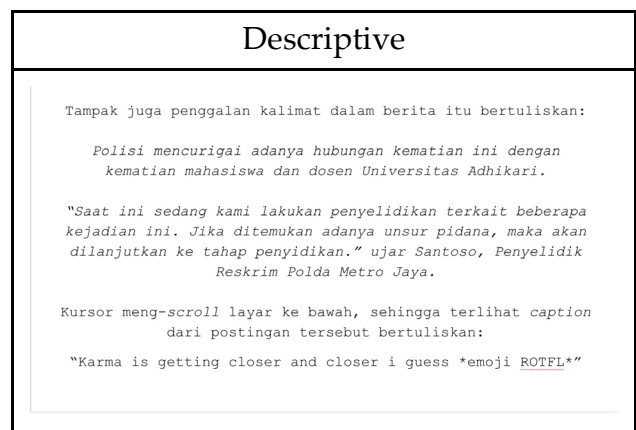 Descriptive
Tampak juga penggalan kalimat dalam berita itu bertuliskan:
Polisi mencurigai adanya hubungan kematian ini dengan
kematian mahasiswa dan dosen Universitas Adhikari.
“Saat ini sedang kami lakukan penyelidikan terkait beberapa
kejadian ini. Jika ditemukan adanya unsur pidana, maka akan
dilanjutkan ke tahap penyidikan.” ujar Santoso, Penyelidik
Reskrim Polda Metro Jaya.
Kursor meng-scroll layar ke bawah, sehingga terlihat caption
dari postingan tersebut bertuliskan:
“Karma is getting closer and closer i guess *emoji ROTFL*”